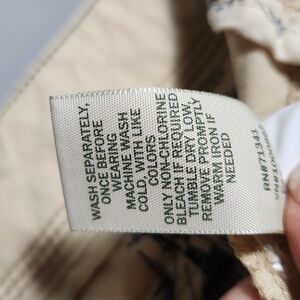 WASH SEPARATELY,
ONCE BEFORE
WEARING
MACHINE WASH
COLD, WITH LIKE
COLORS
ONLY NON-CHLORINE
BLEACH IF REQUIRED
TUMBLE DRY LOW,
REMOVE PROMPTLY
WARM IRON IF
NEEDED